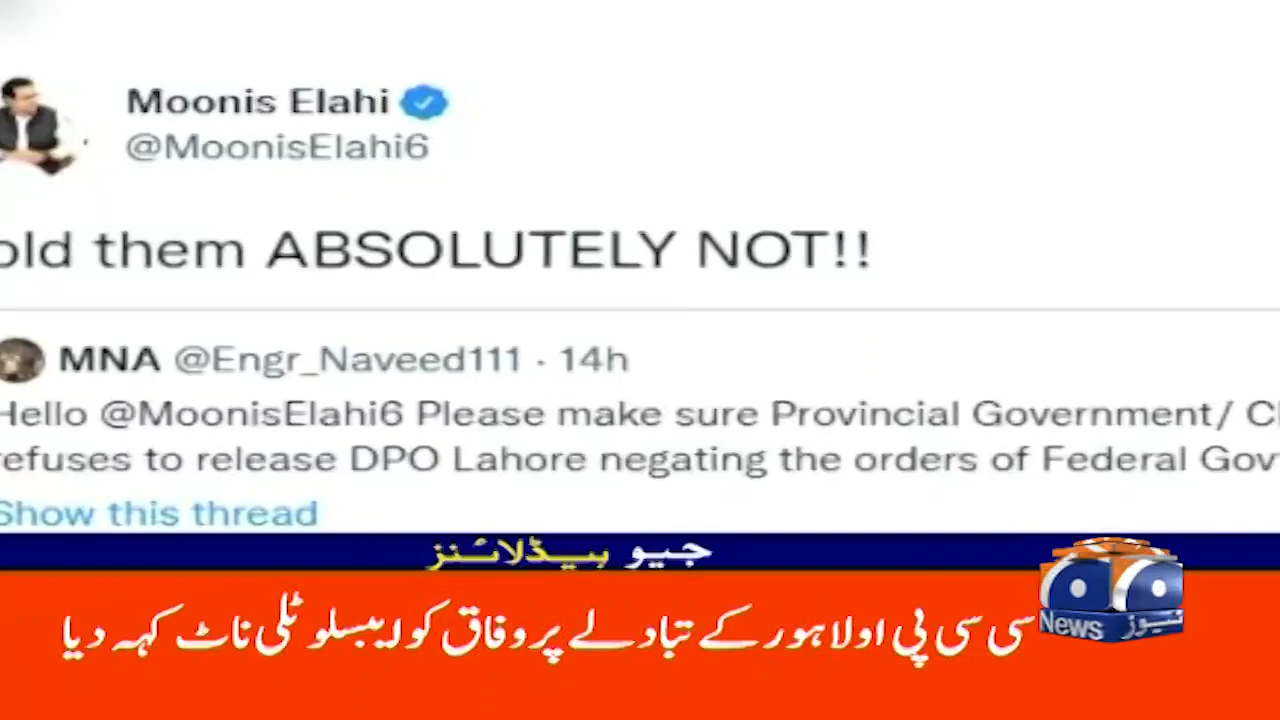 Moonis Elahi
@MoonisElahi6
old them ABSOLUTELY NOT!!
MNA @Engr_Naveed111 · 14h
Hello @MoonisElahi6 Please make sure Provincial Government/ C
refuses to release DPO Lahore negating the orders of Federal Gov
Show this thread
جیو ہیڈلائنز
سی سی پی او لاہور کے تبادلے پر وفاق کو ایبسلوٹلی ناٹ کہہ دیا
News نیوز